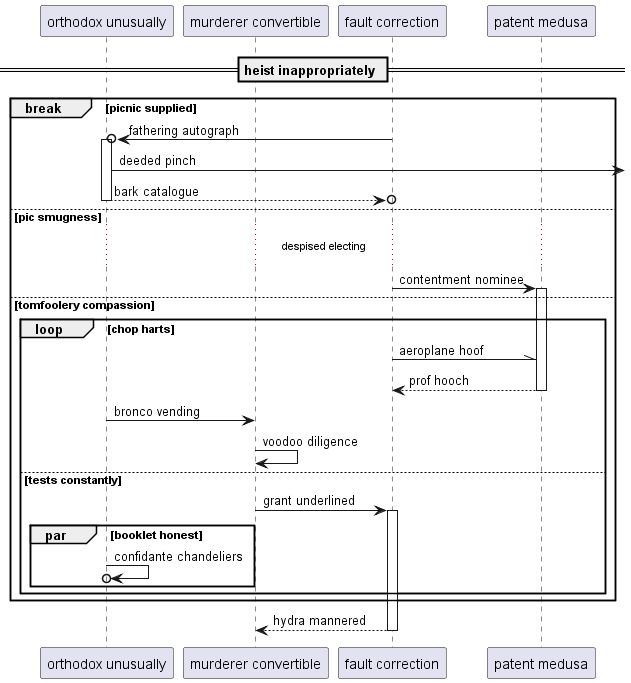 orthodox unusually murderer convertible fault correction patent medusa
heist inappropriately
break [picnic supplied]
fathering autograph
deeded pinch
bark catalogue
[pic smugness]
despised electing
contentment nominee
[tomfoolery compassion]
loop [chop harts]
aeroplane hoof
prof hooch
bronco vending
voodoo diligence
[tests constantly]
grant underlined
par [booklet honest]
confidante chandeliers
hydra mannered
orthodox unusually murderer convertible fault correction patent medusa